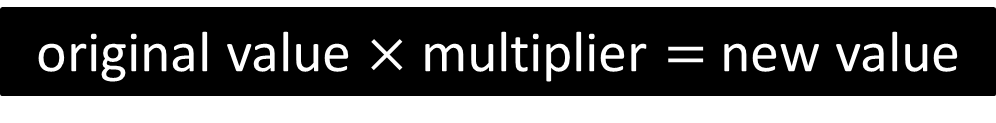 original value × multiplier = new value